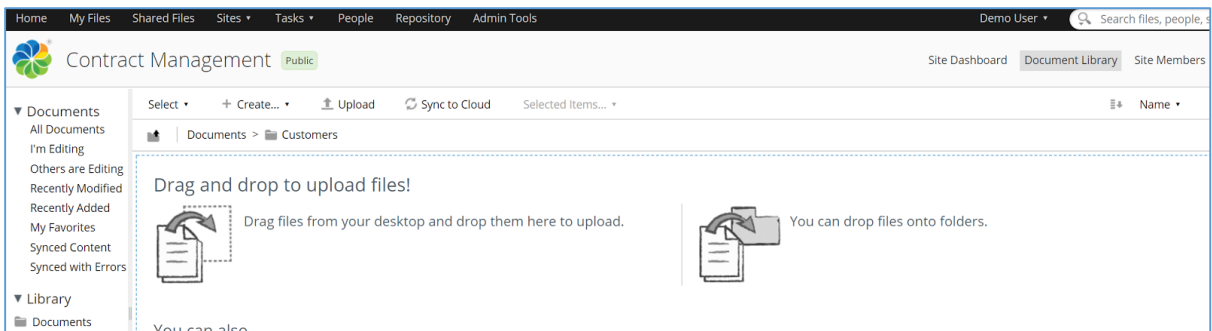 Home My Files Shared Files Sites ▾ Tasks ▾ People Repository Admin Tools Demo User ▾ Search files, people, s
Contract Management Public Site Dashboard Document Library Site Members
Select ▾ + Create... ▾ Upload Sync to Cloud Selected Items... ▾ Name ▾
Documents > Customers
▾ Documents
All Documents
I'm Editing
Others are Editing
Recently Modified
Recently Added
My Favorites
Synced Content
Synced with Errors
▾ Library
Documents
Drag and drop to upload files!
Drag files from your desktop and drop them here to upload.
You can drop files onto folders.
You can also